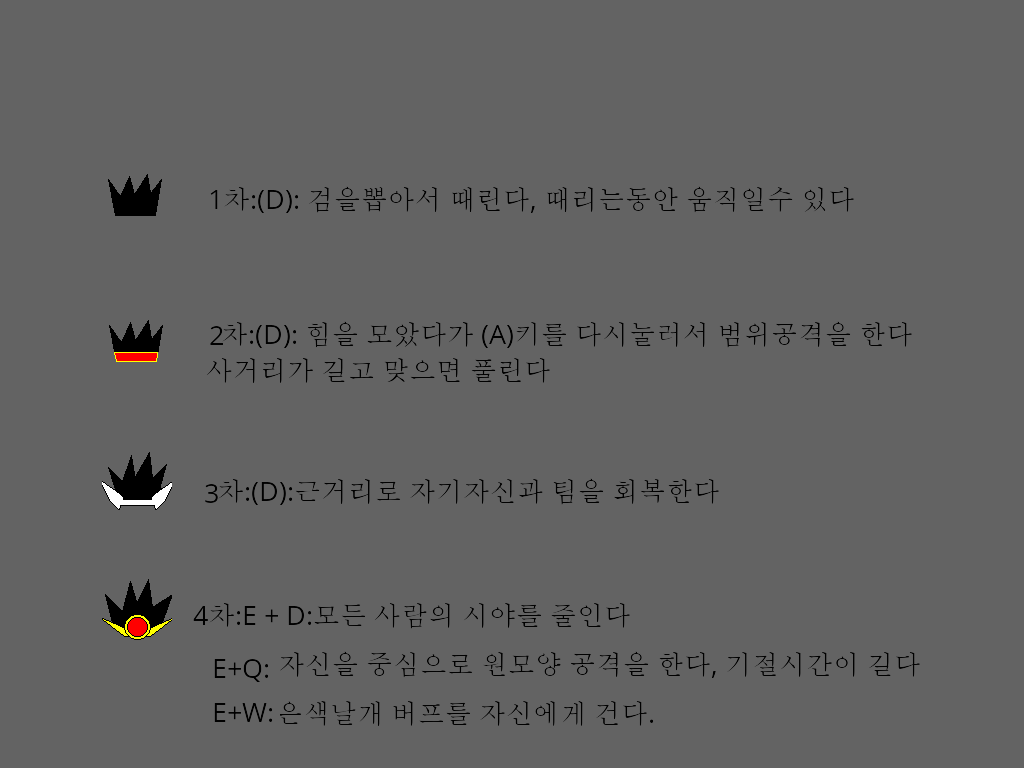 1차:(D): 검을뽑아서 때린다, 때리는동안 움직일수 있다
2차:(D): 힘을 모았다가 (A)키를 다시눌러서 범위공격을 한다
사거리가 길고 맞으면 풀린다
3차:(D):근거리로 자기자신과 팀을 회복한다
4차:E + D:모든 사람의 시야를 줄인다
E+Q: 자신을 중심으로 원모양 공격을 한다, 기절시간이 길다
E+W:은색날개 버프를 자신에게 건다.